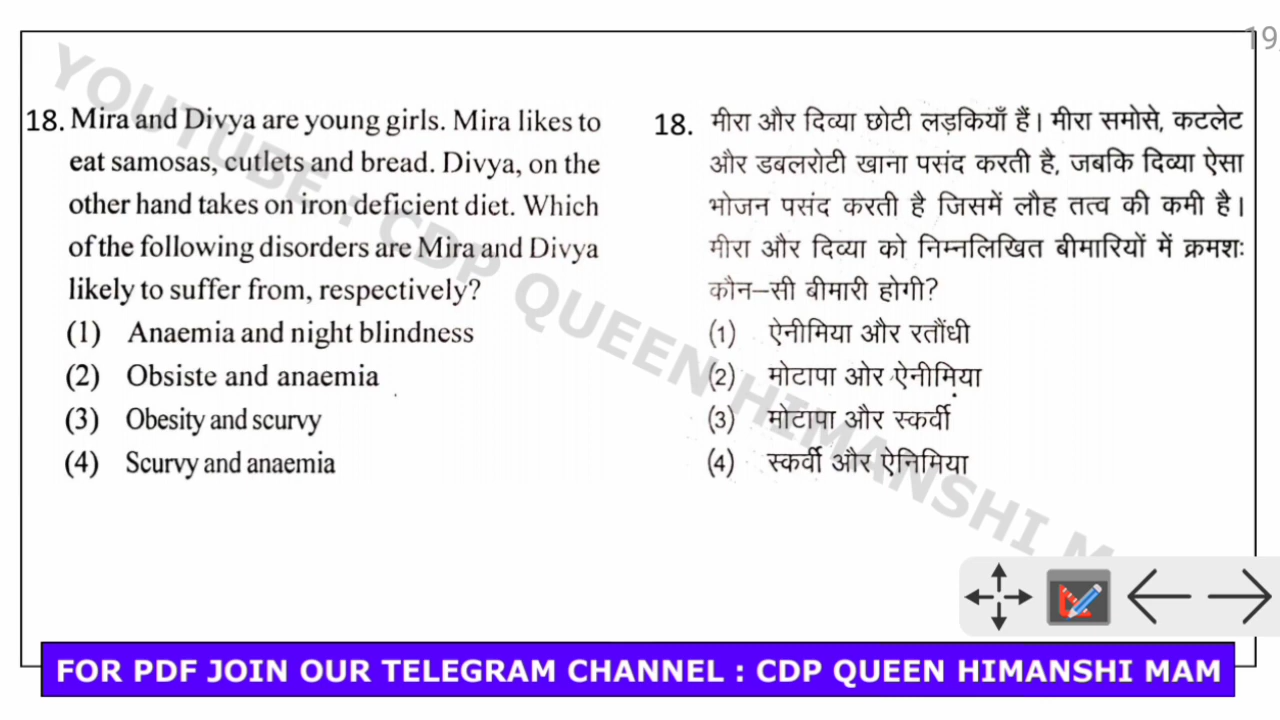 19
18. Mira and Divya are young girls. Mira likes to
eat samosas, cutlets and bread. Divya, on the
other hand takes on iron deficient diet. Which
of the following disorders are Mira and Divya
likely to suffer from, respectively?
(1) Anaemia and night blindness
(2) Obsiste and anaemia
(3) Obesity and scurvy
(4) Scurvy and anaemia
18. मीरा और दिव्या छोटी लड़कियाँ हैं। मीरा समोसे, कटलेट
और डबलरोटी खाना पसंद करती है, जबकि दिव्या ऐसा
भोजन पसंद करती है जिसमें लौह तत्व की कमी है।
मीरा और दिव्या को निम्नलिखित बीमारियों में क्रमशः
कौन–सी बीमारी होगी?
(1) ऐनीमिया और रतौंधी
(2) मोटापा ओर ऐनीमिया
(3) मोटापा और स्कर्वी
(4) स्कर्वी और ऐनिमिया
YOUTUBE : CDP QUEEN HIMANSHI M
FOR PDF JOIN OUR TELEGRAM CHANNEL : CDP QUEEN HIMANSHI MAM